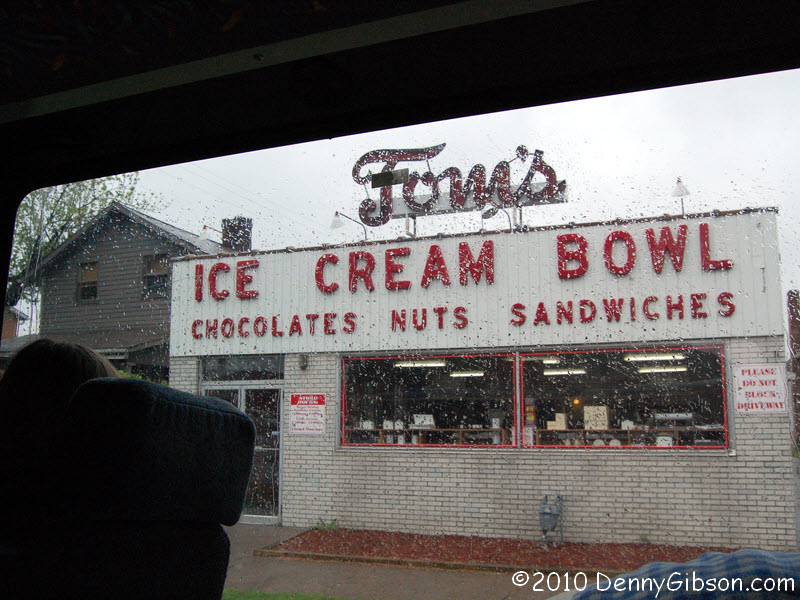 Tom's
ICE CREAM BOWL
CHOCOLATES NUTS SANDWICHES
PLEASE
DO NOT
BLOCK
DRIVEWAY
©2010 DennyGibson.com